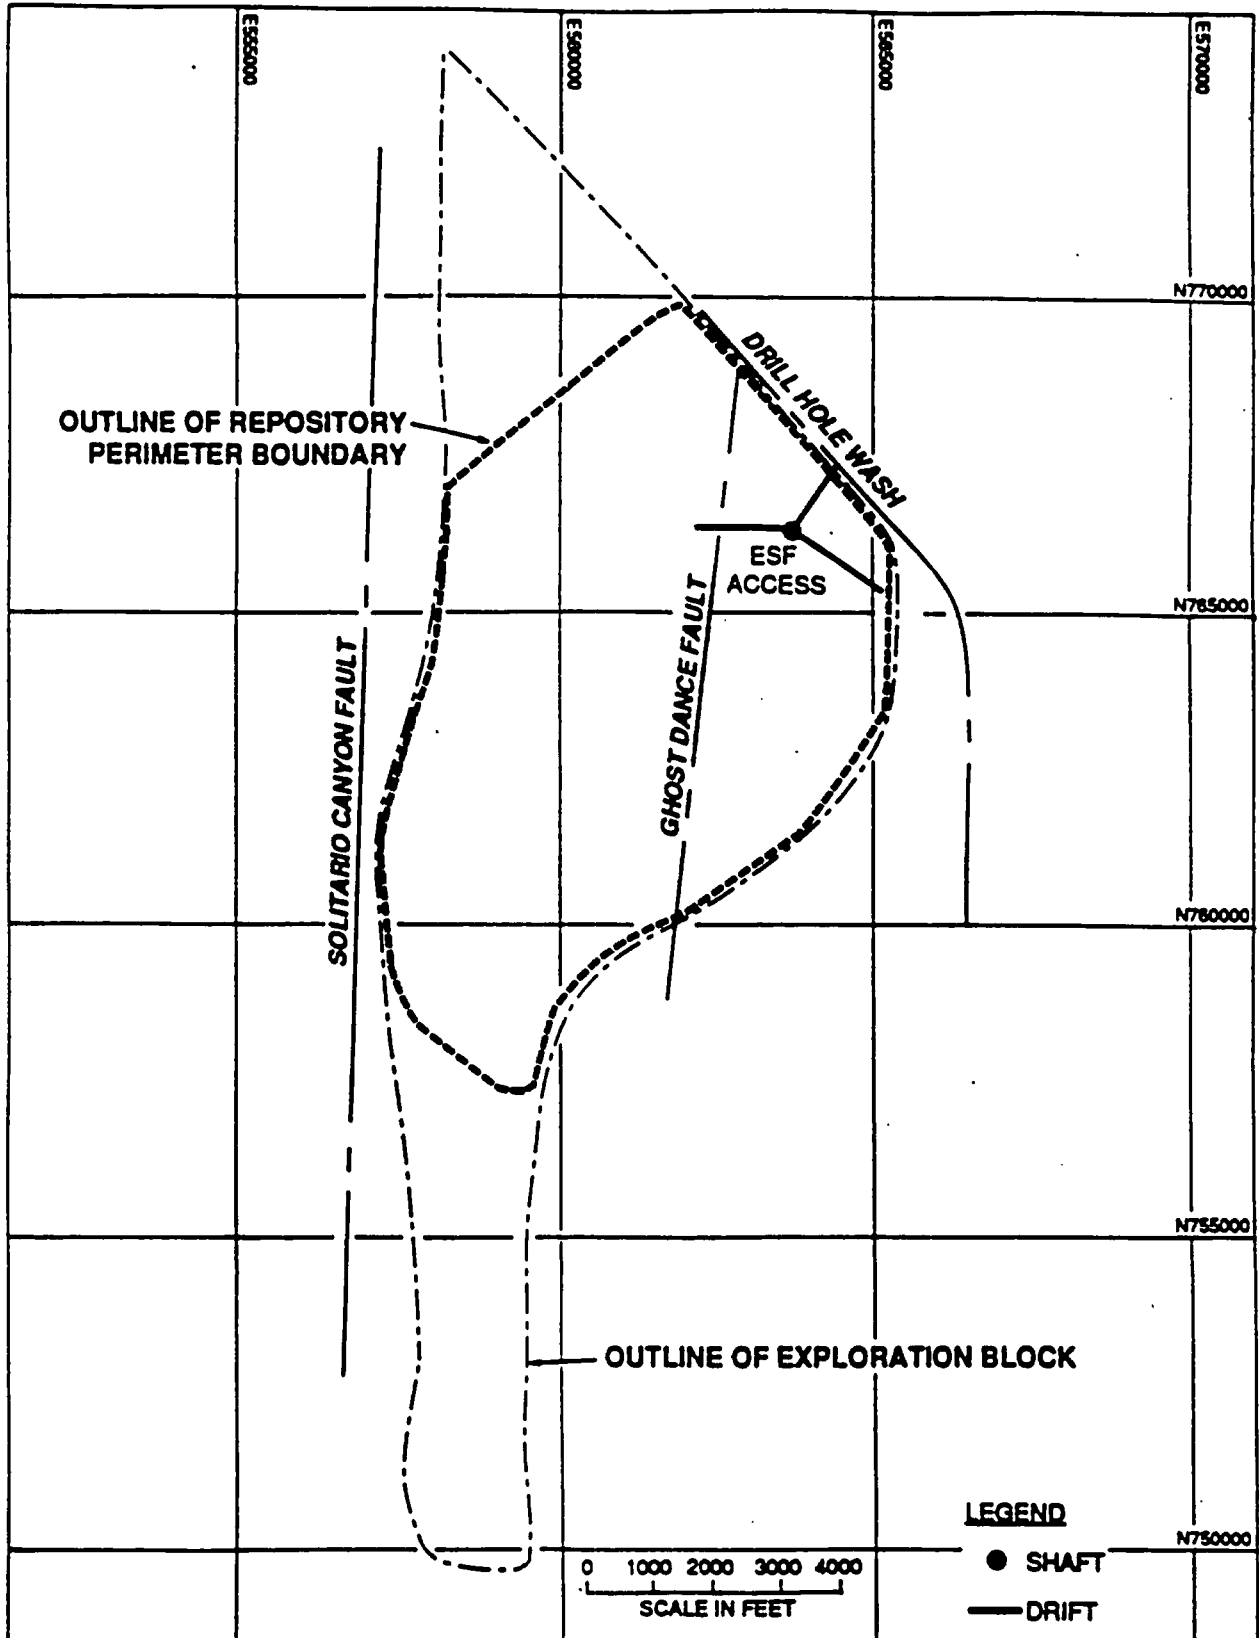 E555000
E580000
E585000
E570000
N770000
DRILL HOLE WASH
OUTLINE OF REPOSITORY
PERIMETER BOUNDARY
ESF
ACCESS
N765000
GHOST DANCE FAULT
SOLITARIO CANYON FAULT
N760000
N755000
OUTLINE OF EXPLORATION BLOCK
LEGEND
N750000
SHAFT
0 1000 2000 3000 4000
SCALE IN FEET
DRIFT